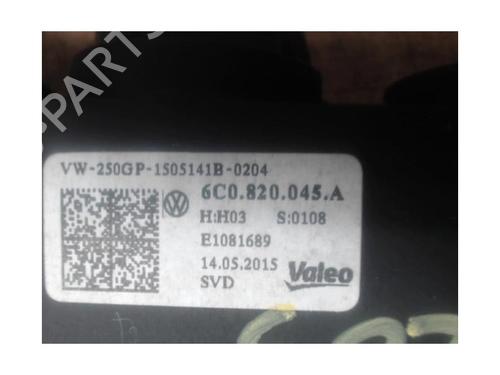 PARTS
VW-250GP-1505141B-0204
6C0.820.045.A
H:H03 S:0108
E1081689
14.05.2015 Valeo
SVD